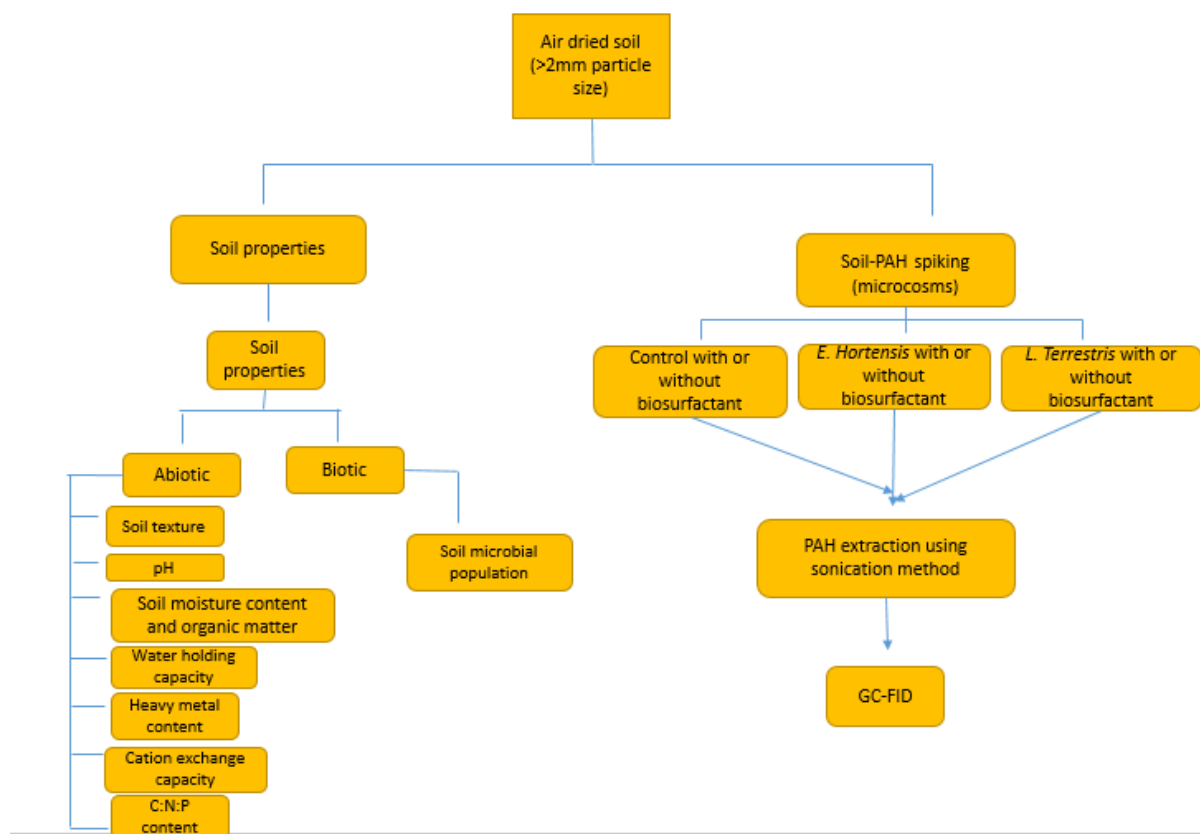 Air dried soil
(>2mm particle
size)
Soil properties
Soil-PAH spiking
(microcosms)
Soil
properties
Control with or
without
biosurfactant
E. Hortensis with or
without
biosurfactant
L. Terrestris with or
without
biosurfactant
Abiotic
Biotic
Soil texture
pH
Soil moisture content
and organic matter
Water holding
capacity
Heavy metal
content
Cation exchange
capacity
C:N:P
content
Soil microbial
population
PAH extraction using
sonication method
GC-FID